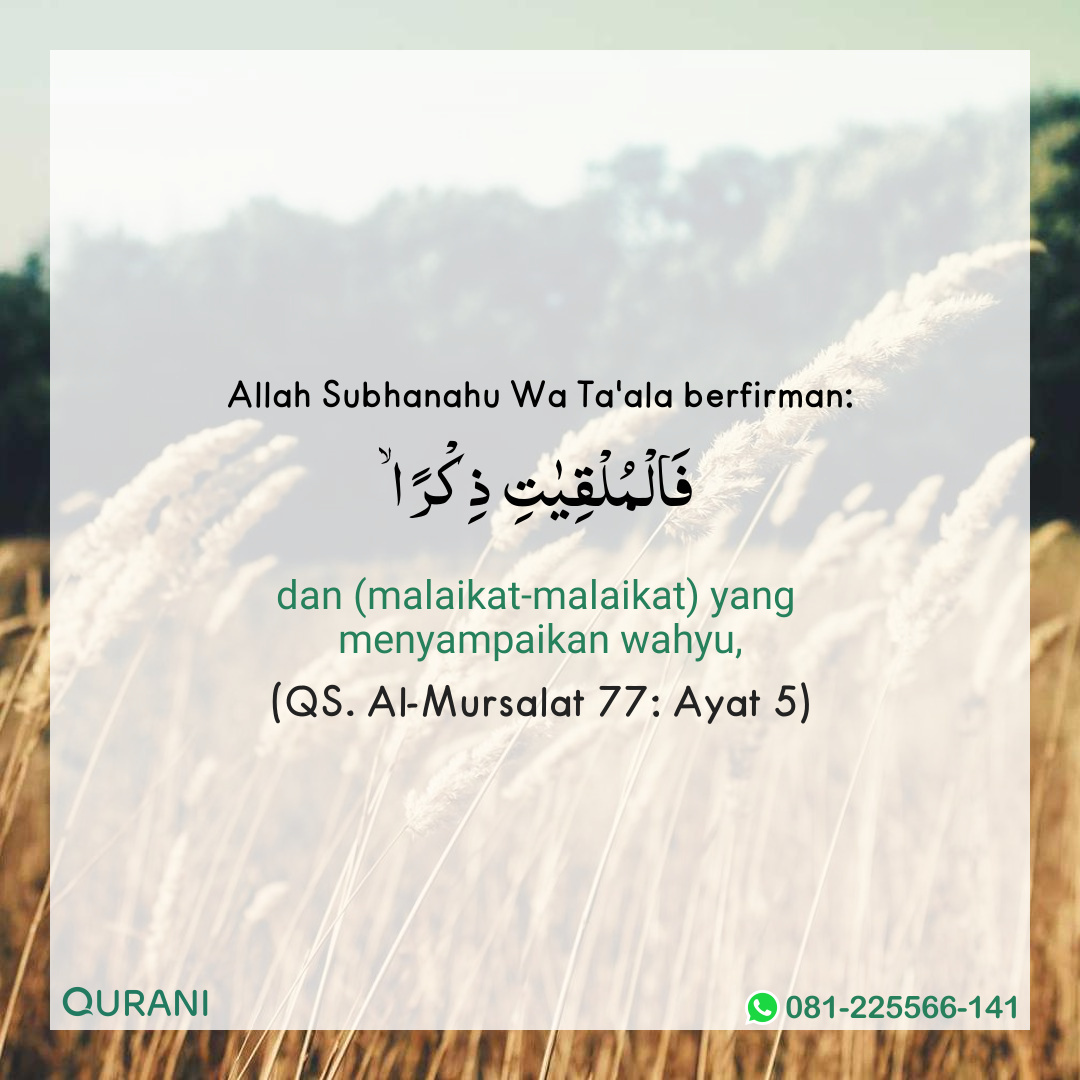 Allah Subhanahu Wa Ta'ala berfirman:
فَالْمُلْقِيٰتِ ذِكْرًاۙ
dan (malaikat-malaikat) yang
menyampaikan wahyu,
(QS. Al-Mursalat 77: Ayat 5)
QURANI
081-225566-141